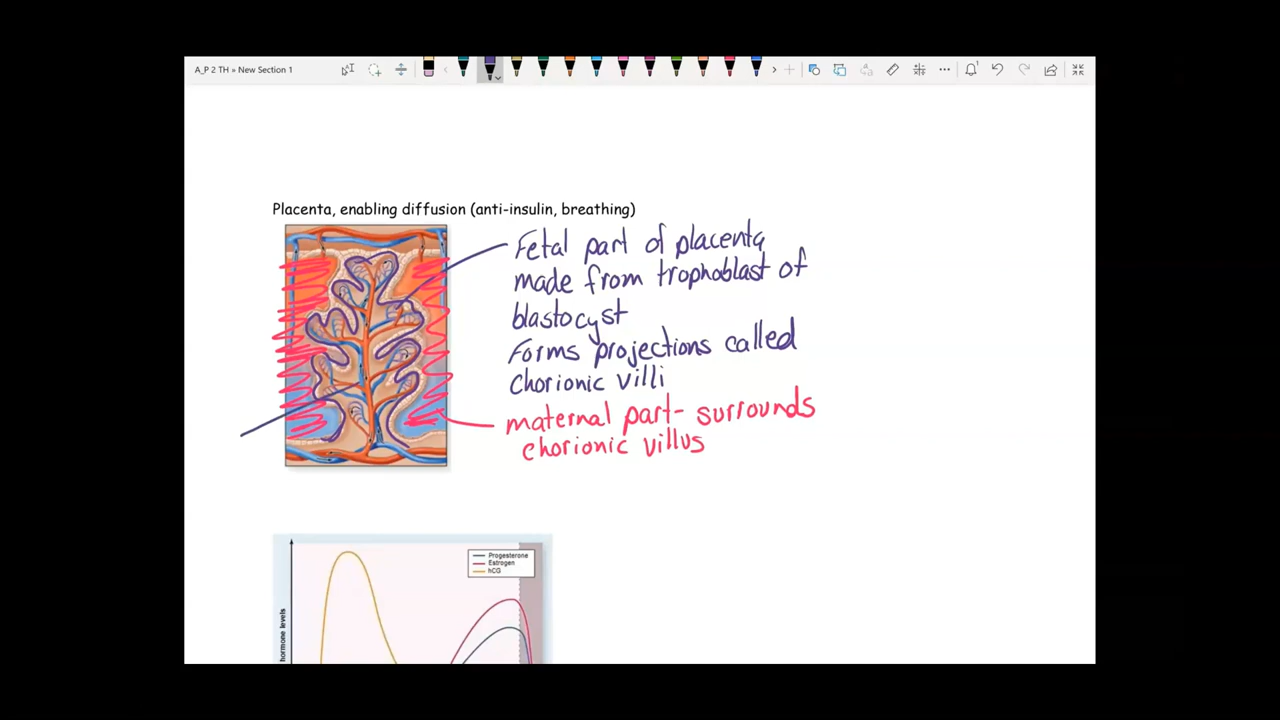 A_P 2 TH » New Section 1
Placenta, enabling diffusion (anti-insulin, breathing)
Fetal part of placenta
made from trophoblast of
blastocyst
Forms projections called
Chorionic villi
maternal part- surrounds
chorionic villus
Progesterone
Estrogen
hCG
hormone levels